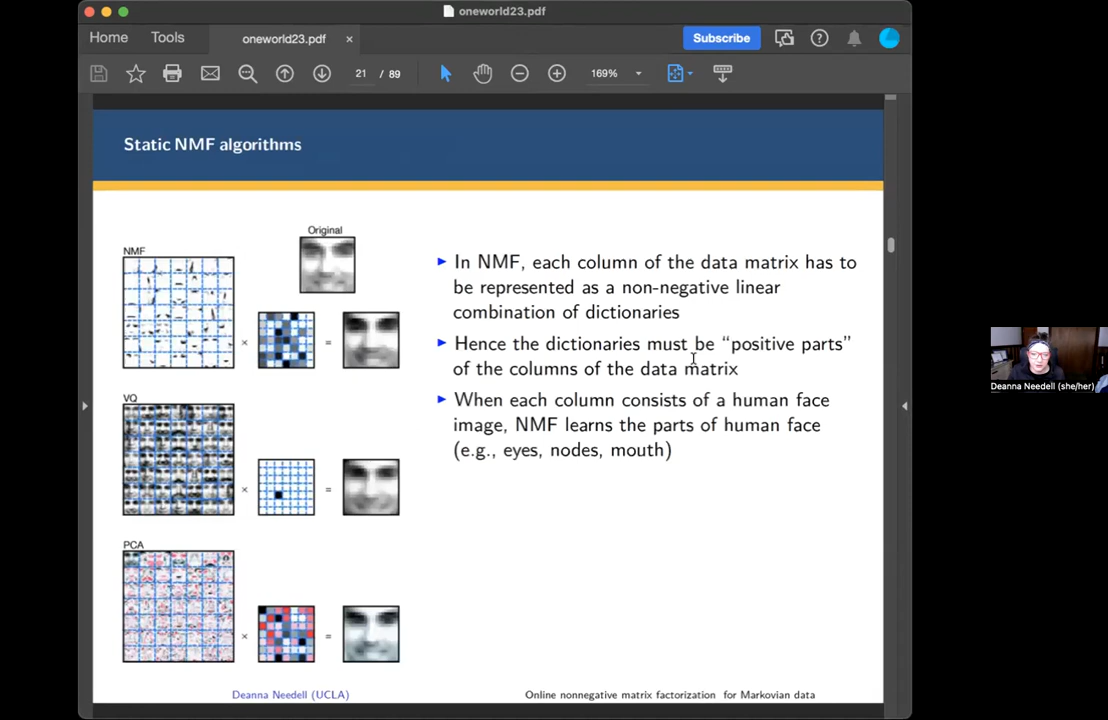 oneworld23.pdf
Home
Tools
oneworld23.pdf
×
Subscribe
21 / 89
169%
Static NMF algorithms
Original
NMF
× =
VQ
× =
PCA
× =
In NMF, each column of the data matrix has to
be represented as a non-negative linear
combination of dictionaries
Hence the dictionaries must be “positive parts”
of the columns of the data matrix
When each column consists of a human face
image, NMF learns the parts of human face
(e.g., eyes, nodes, mouth)
Deanna Needell (UCLA)
Online nonnegative matrix factorization for Markovian data
Deanna Needell (she/her)